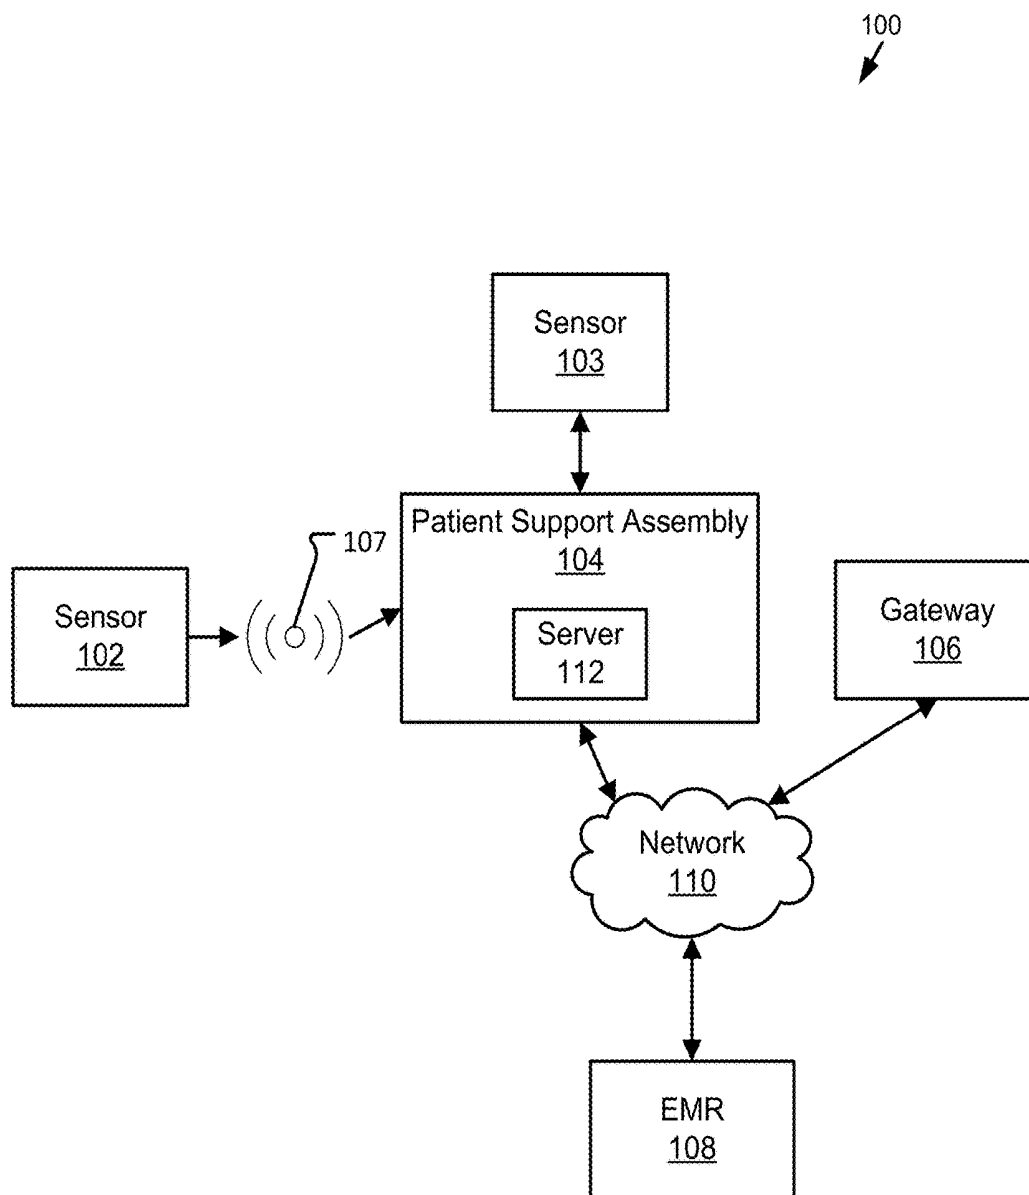 100
Sensor
103
Patient Support Assembly
104
107
Sensor
102
Server
112
Gateway
106
Network
110
EMR
108